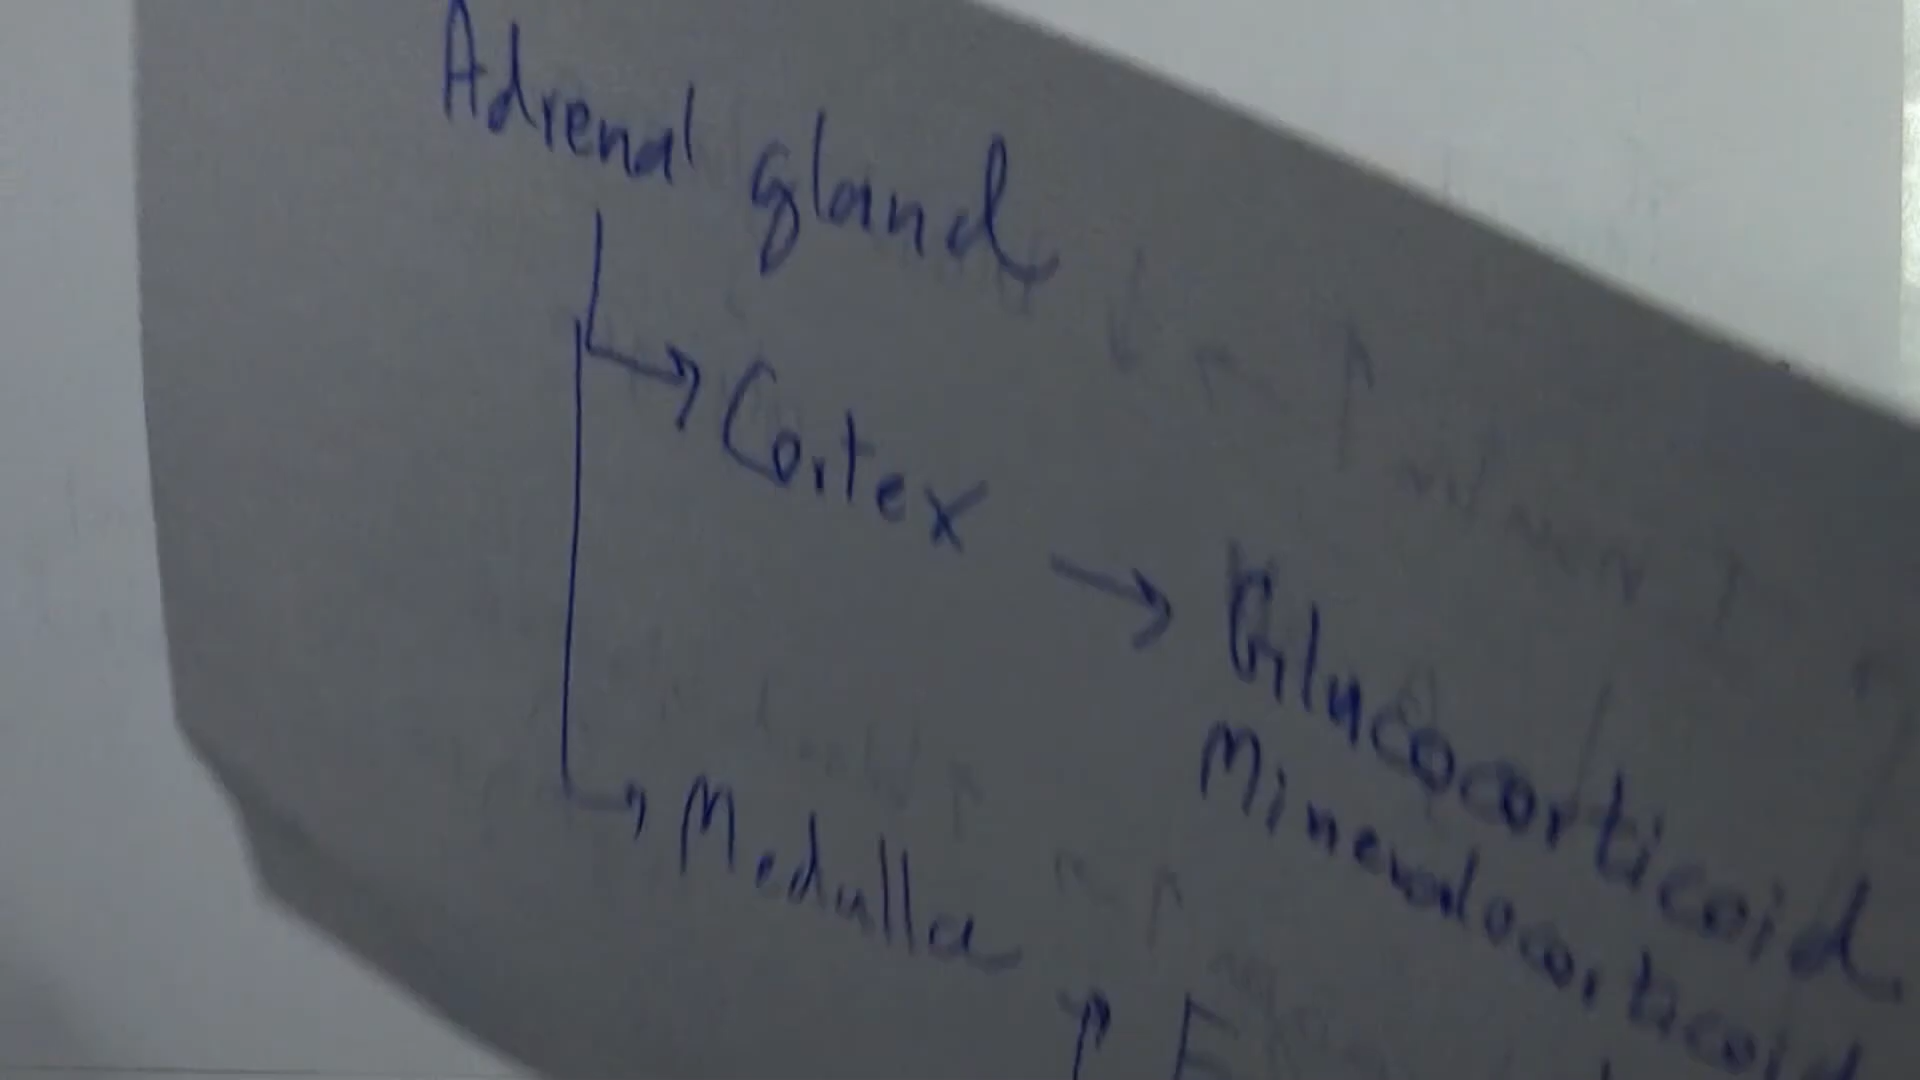 Adrenal gland
→ Cortex → Glucocorticoid
Mineralocorticoid
→ Medulla